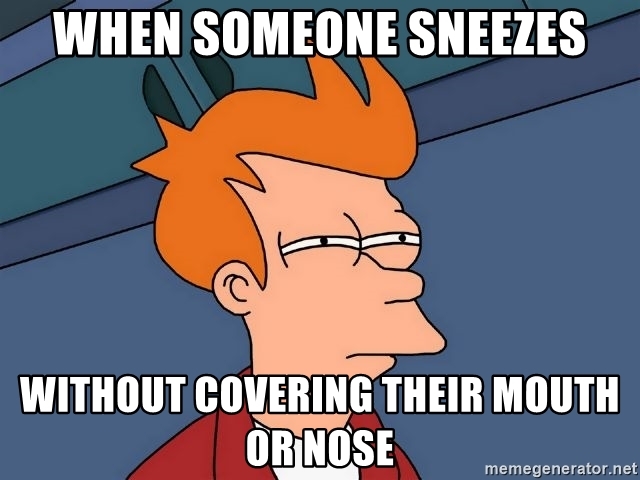 WHEN SOMEONE SNEEZES
WITHOUT COVERING THEIR MOUTH
OR NOSE
memegenerator.net